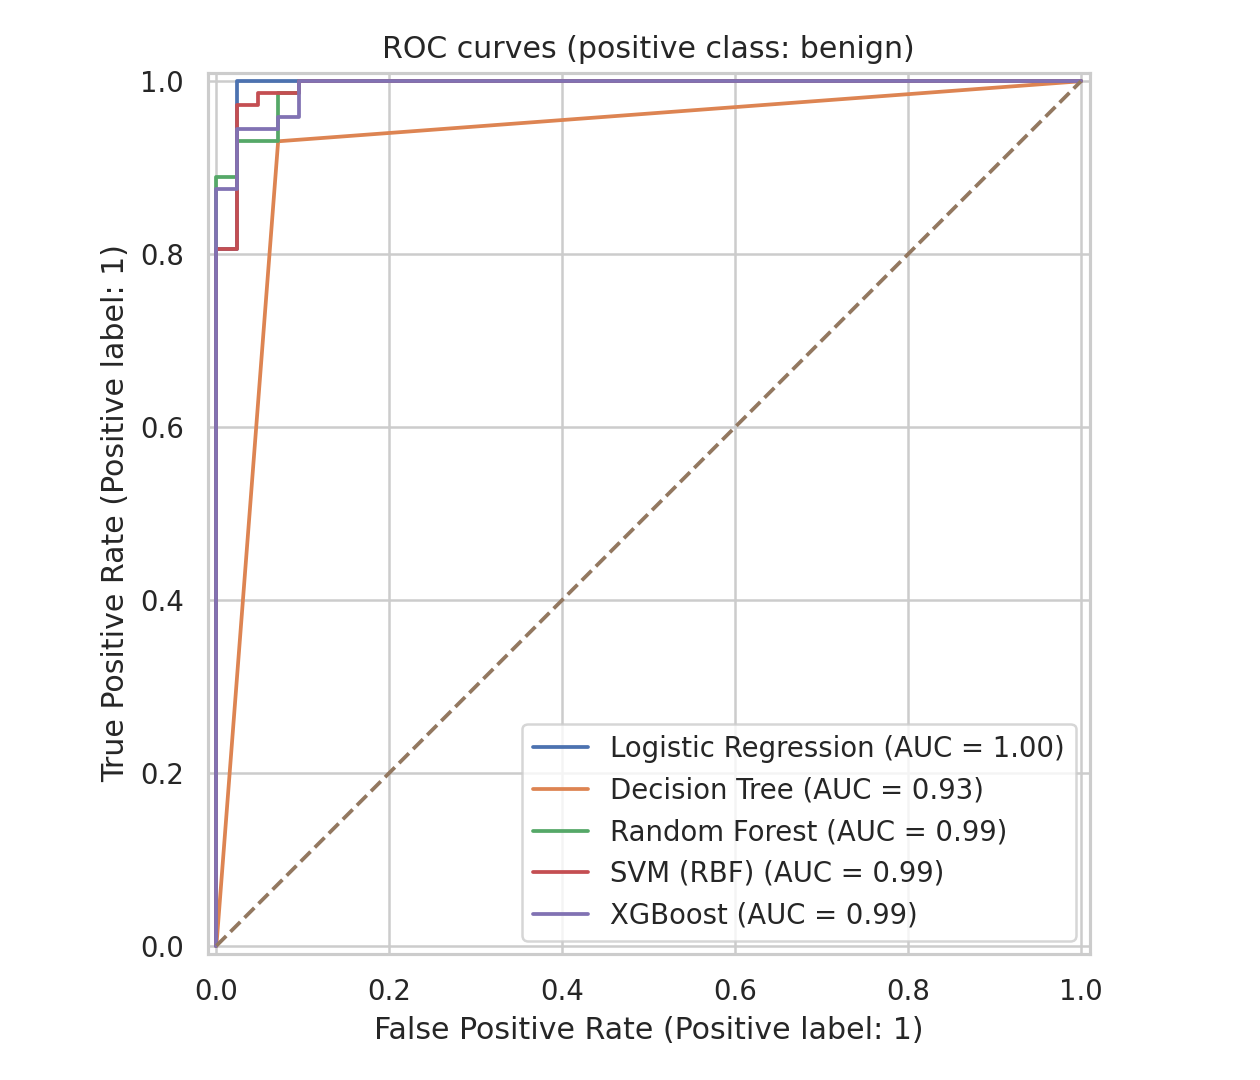 ROC curves (positive class: benign)
True Positive Rate (Positive label: 1)
1.0
0.8
0.6
0.4
0.2
0.0
Logistic Regression (AUC = 1.00)
Decision Tree (AUC = 0.93)
Random Forest (AUC = 0.99)
SVM (RBF) (AUC = 0.99)
XGBoost (AUC = 0.99)
0.0 0.2 0.4 0.6 0.8 1.0
False Positive Rate (Positive label: 1)